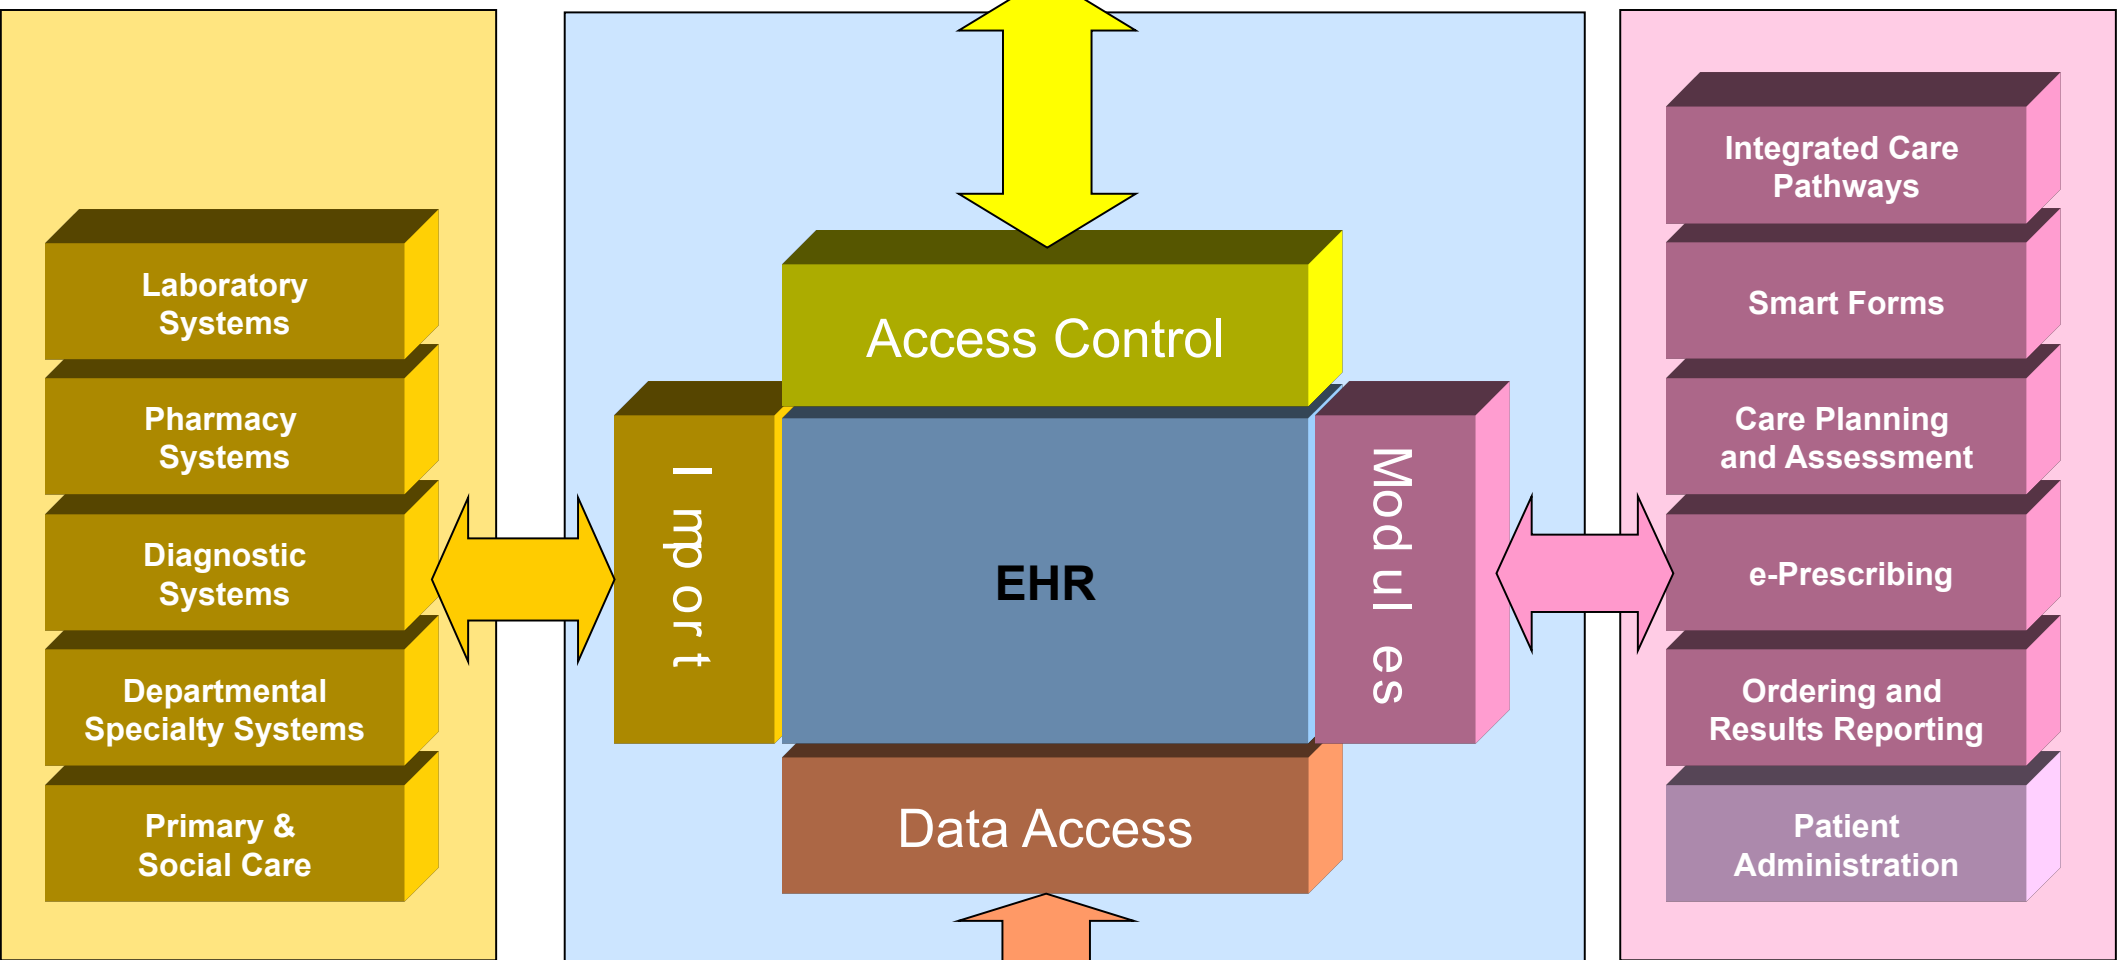 Laboratory
Systems
Pharmacy
Systems
Diagnostic
Systems
Departmental
Specialty Systems
Primary &
Social Care
Access Control
Import
EHR
Modules
Data Access
Integrated Care
Pathways
Smart Forms
Care Planning
and Assessment
e-Prescribing
Ordering and
Results Reporting
Patient
Administration